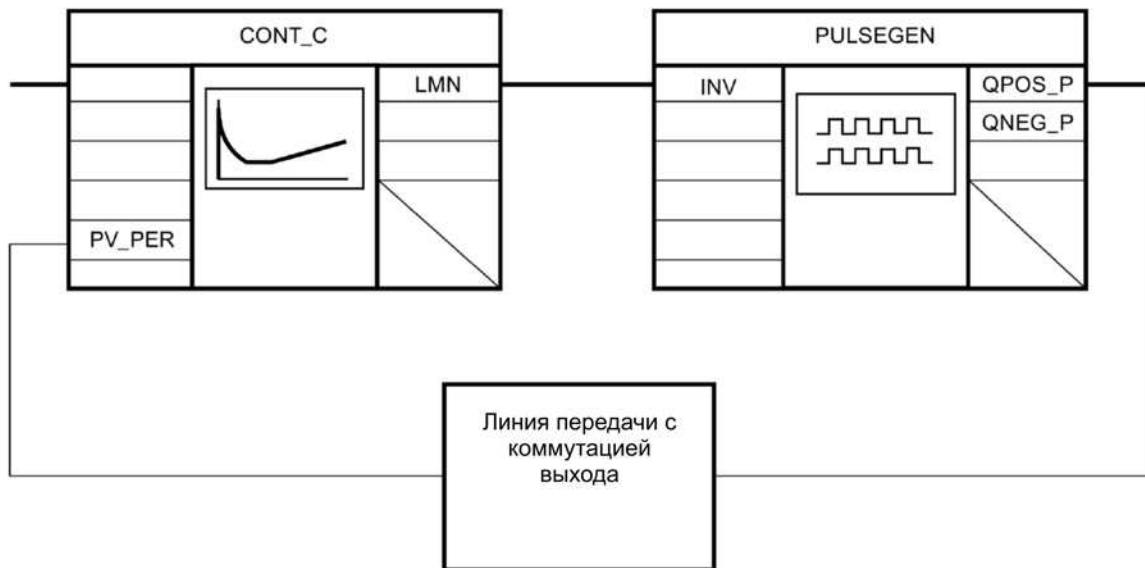 CONT_C
PULSEGEN
LMN
INV
QPOS_P
QNEG_P
PV_PER
Линия передачи с
коммутацией
выхода